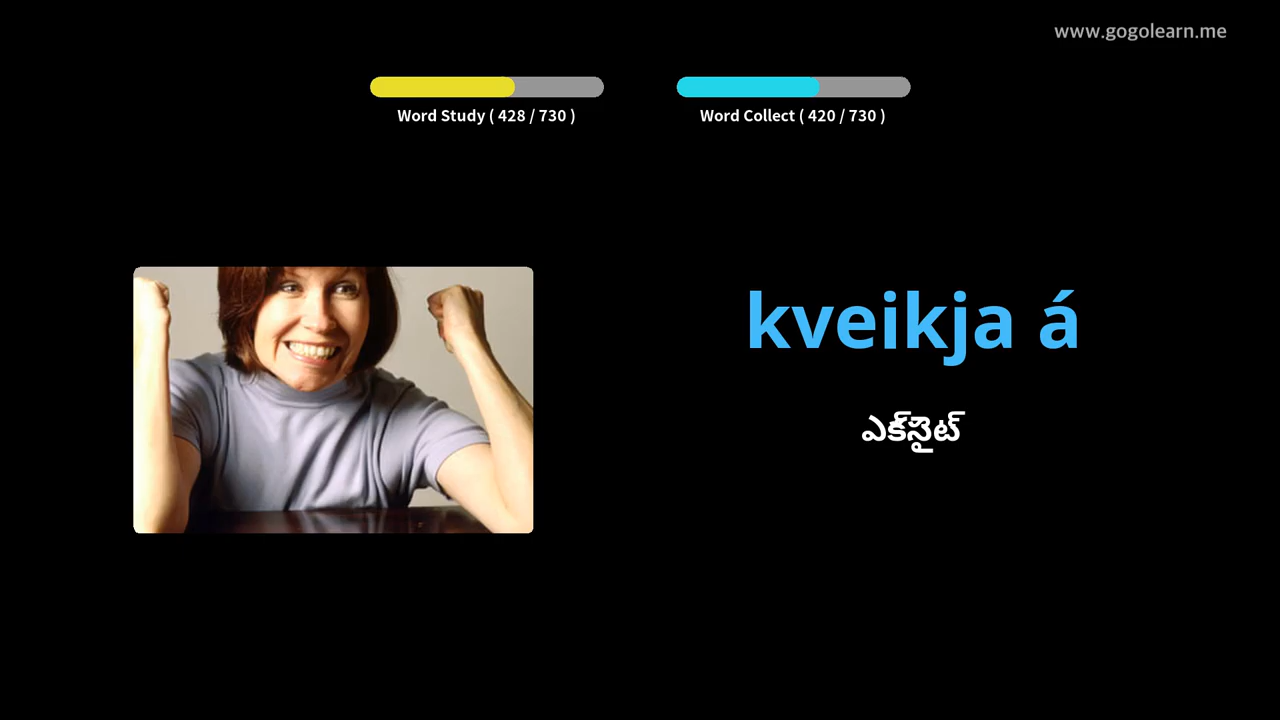 www.gogolearn.me
Word Study ( 428 / 730 )
Word Collect ( 420 / 730 )
kveikja á
ఎక్‌సైట్